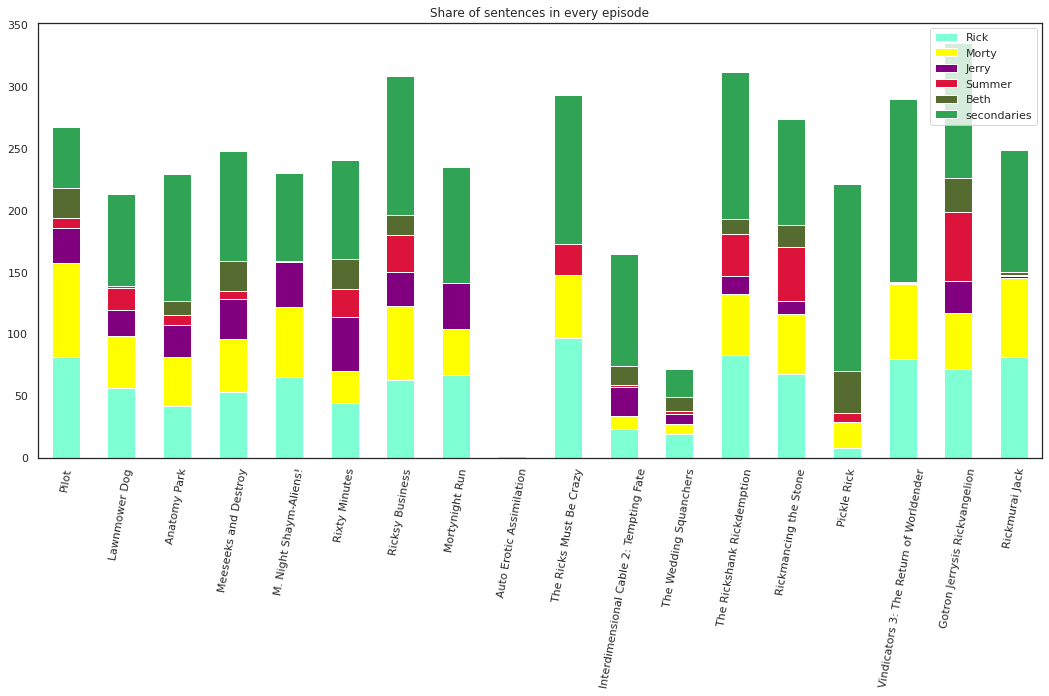 Share of sentences in every episode
350
300
250
200
150
100
50
0
Rick
Morty
Jerry
Summer
Beth
secondaries
Pilot
Lawnmower Dog
Anatomy Park
Meeseeks and Destroy
M. Night Shaym-Aliens!
Rixty Minutes
Ricksy Business
Mortynight Run
Auto Erotic Assimilation
The Ricks Must Be Crazy
Interdimensional Cable 2: Tempting Fate
The Wedding Squanchers
The Rickshank Rickdemption
Rickmancing the Stone
Pickle Rick
Vindicators 3: The Return of Worldender
Gotron Jerrysis Rickvangelion
Rickmurai Jack